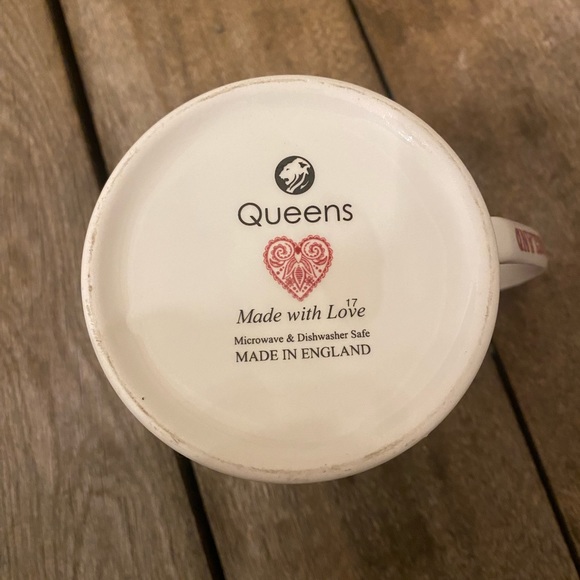 Queens
17
Made with Love
Microwave & Dishwasher Safe
MADE IN ENGLAND